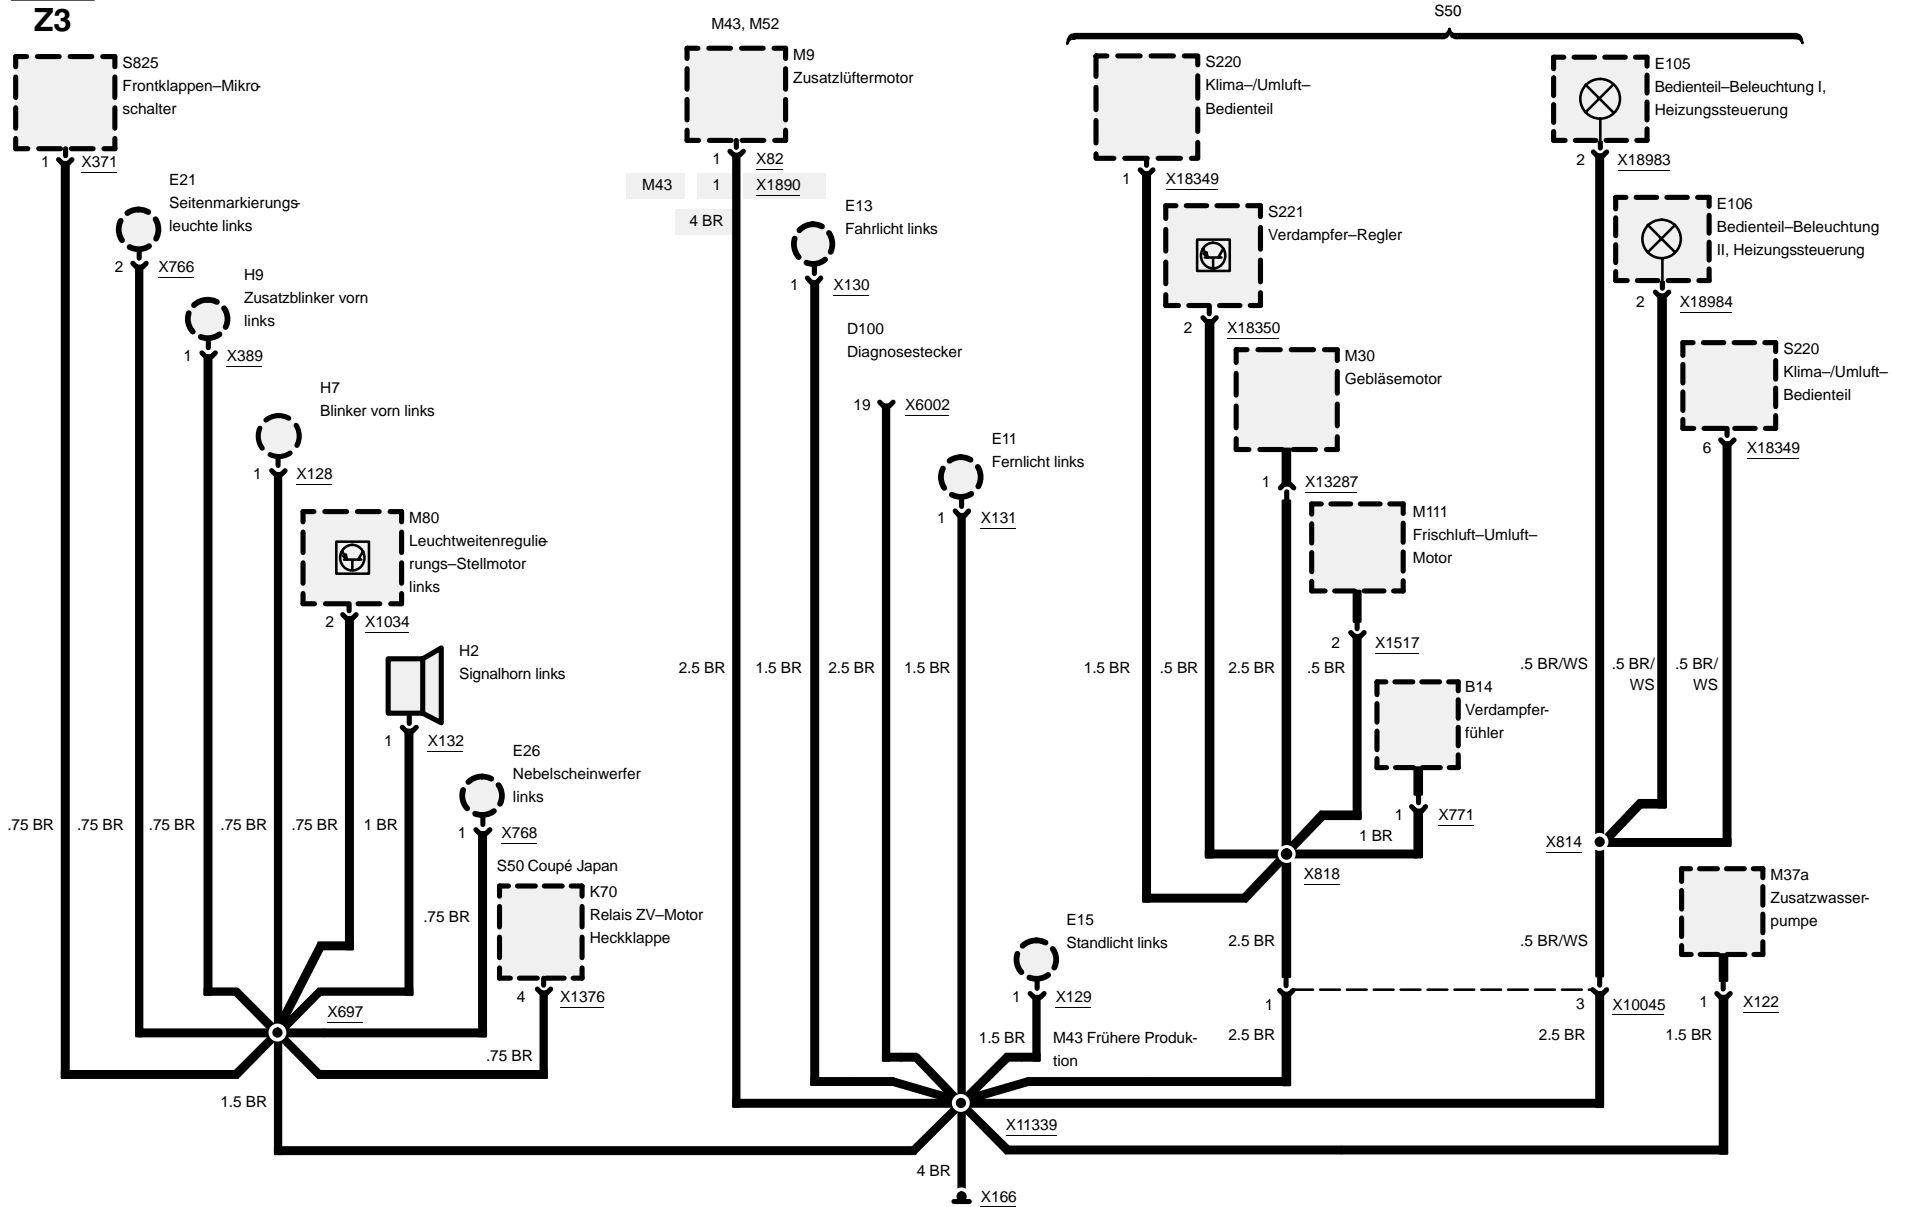 Z3
S825
Frontklappen–Mikro-
schalter
1
X371
E21
Seitenmarkierungs-
leuchte links
2
X766
H9
Zusatzblinker vorn
links
1
X389
H7
Blinker vorn links
1
X128
M80
Leuchtweitenregulie-
rungs–Stellmotor
links
2
X1034
H2
Signalhorn links
1
X132
E26
Nebelscheinwerfer
links
1
X768
S50 Coupé Japan
K70
Relais ZV–Motor
Heckklappe
4
X1376
.75 BR
.75 BR
.75 BR
.75 BR
.75 BR
1 BR
.75 BR
.75 BR
X697
1.5 BR
M43, M52
M9
Zusatzlüftermotor
1
X82
M43
1
X1890
4 BR
E13
Fahrlicht links
1
X130
D100
Diagnosestecker
19
X6002
E11
Fernlicht links
1
X131
2.5 BR
1.5 BR
2.5 BR
1.5 BR
E15
Standlicht links
1
X129
1.5 BR
M43 Frühere Produk-
tion
S50
S220
Klima–/Umluft–
Bedienteil
1
X18349
S221
Verdampfer–Regler
2
X18350
M30
Gebläsemotor
1
X13287
M111
Frischluft–Umluft–
Motor
2
X1517
B14
Verdampfer-
fühler
1
X771
1.5 BR
.5 BR
2.5 BR
.5 BR
1 BR
X818
2.5 BR
1
2.5 BR
E105
Bedienteil–Beleuchtung I,
Heizungssteuerung
2
X18983
E106
Bedienteil–Beleuchtung
II, Heizungssteuerung
2
X18984
S220
Klima–/Umluft–
Bedienteil
6
X18349
.5 BR/WS
.5 BR/
WS
.5 BR/
WS
X814
.5 BR/WS
3
X10045
2.5 BR
M37a
Zusatzwasser-
pumpe
1
X122
1.5 BR
X11339
4 BR
X166